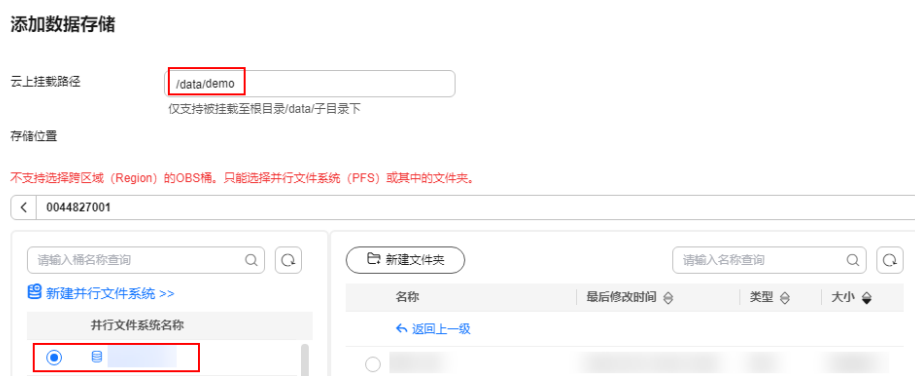 添加数据存储
云上挂载路径
/data/demo
仅支持被挂载至根目录/data/子目录下
存储位置
不支持选择跨区域（Region）的OBS桶。只能选择并行文件系统（PFS）或其中的文件夹。
0044827001
请输入桶名称查询
新建并行文件系统 >>
并行文件系统名称
新建文件夹
请输入名称查询
名称 最后修改时间 类型 大小
返回上一级